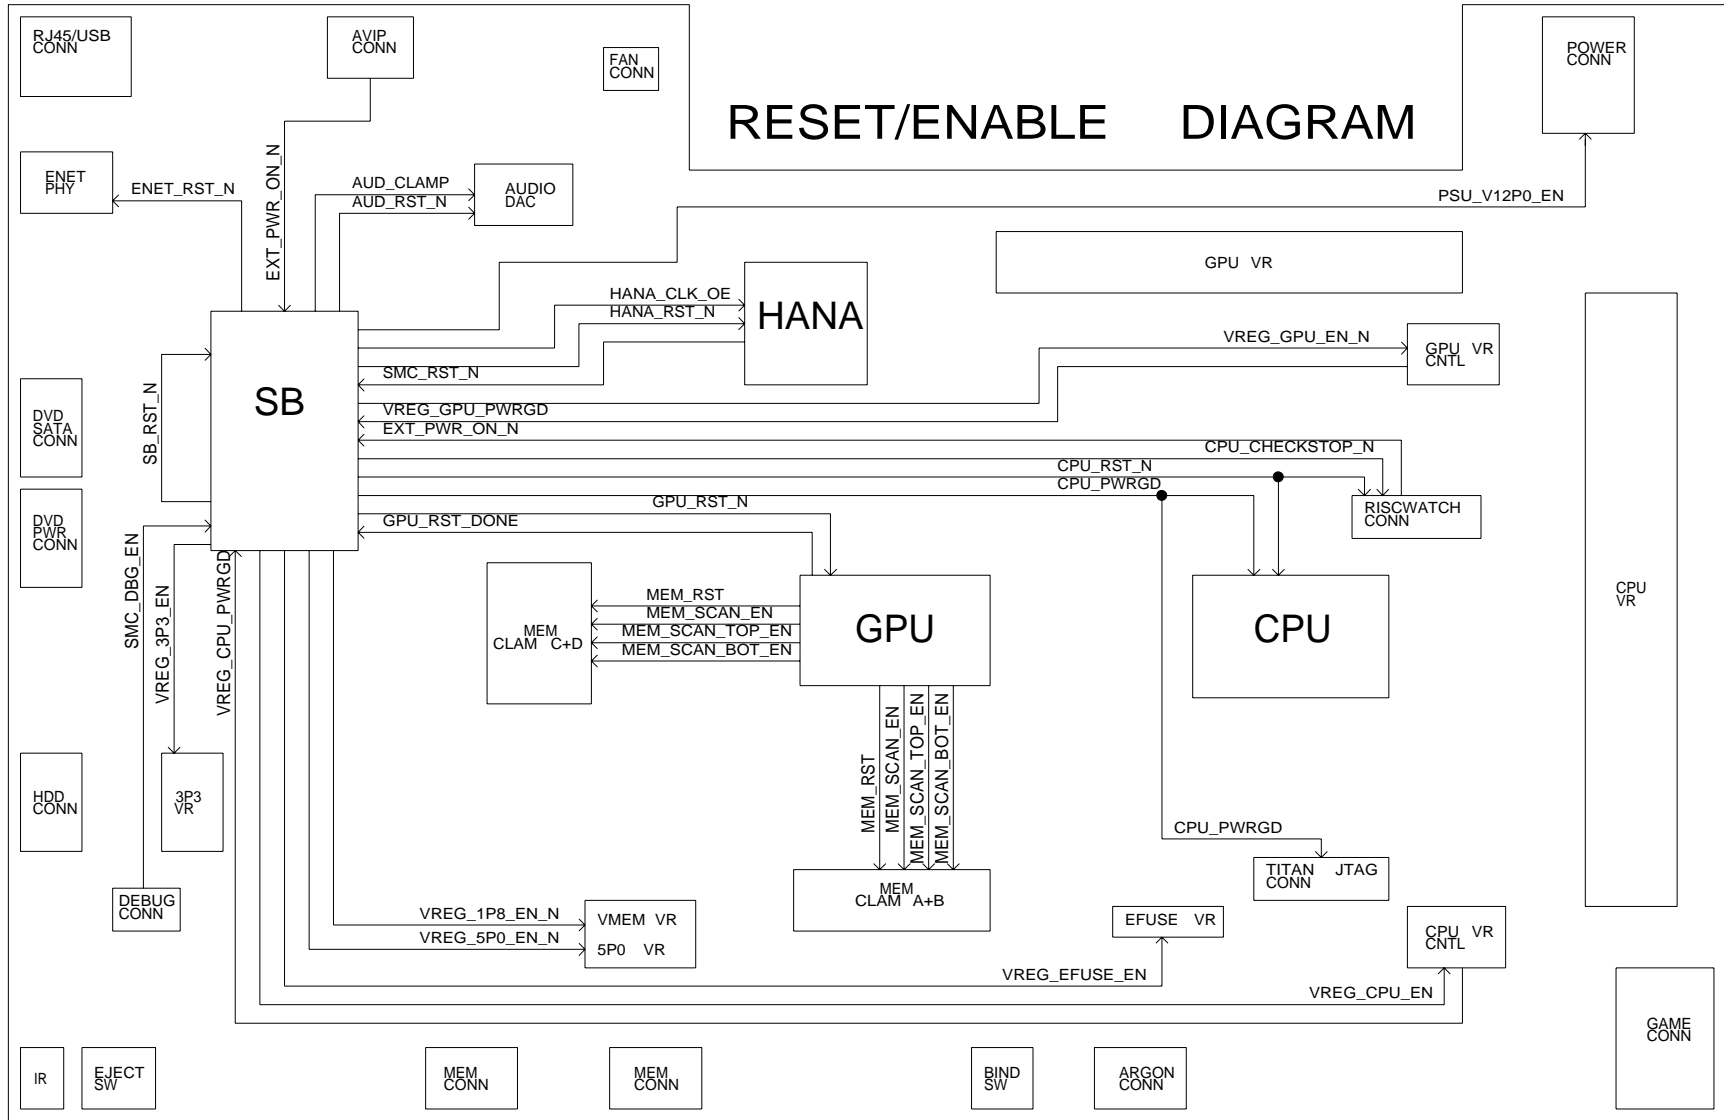 RJ45/USB
CONN
AVIP
CONN
FAN
CONN
POWER
CONN
RESET/ENABLE DIAGRAM
ENET
PHY
ENET_RST_N
EXT_PWR_ON_N
AUD_CLAMP
AUD_RST_N
AUDIO
DAC
PSU_V12P0_EN
GPU VR
HANA_CLK_OE
HANA_RST_N
HANA
SMC_RST_N
VREG_GPU_EN_N
GPU VR
CNTL
SB
SB_RST_N
VREG_GPU_PWRGD
EXT_PWR_ON_N
CPU_CHECKSTOP_N
CPU_RST_N
CPU_PWRGD
GPU_RST_N
GPU_RST_DONE
RISCWATCH
CONN
DVD
SATA
CONN
DVD
PWR
CONN
SMC_DBG_EN
VREG_3P3_EN
VREG_CPU_PWRGD
MEM
CLAM C+D
MEM_RST
MEM_SCAN_EN
MEM_SCAN_TOP_EN
MEM_SCAN_BOT_EN
GPU
CPU
CPU
VR
MEM_RST
MEM_SCAN_EN
MEM_SCAN_TOP_EN
MEM_SCAN_BOT_EN
HDD
CONN
3P3
VR
CPU_PWRGD
TITAN JTAG
CONN
DEBUG
CONN
MEM
CLAM A+B
VREG_1P8_EN_N
VREG_5P0_EN_N
VMEM VR
5P0 VR
EFUSE VR
CPU VR
CNTL
VREG_EFUSE_EN
VREG_CPU_EN
GAME
CONN
IR
EJECT
SW
MEM
CONN
MEM
CONN
BIND
SW
ARGON
CONN